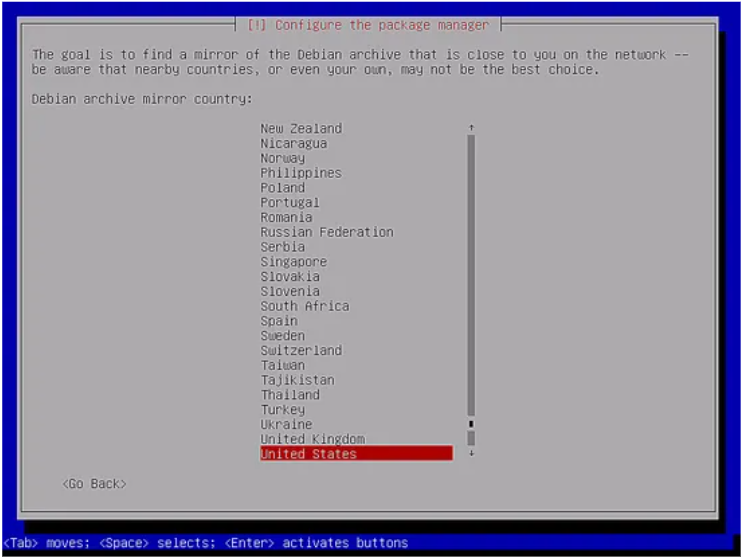 [!] Configure the package manager
The goal is to find a mirror of the Debian archive that is close to you on the network --
be aware that nearby countries, or even your own, may not be the best choice.
Debian archive mirror country:
New Zealand
Nicaragua
Norway
Philippines
Poland
Portugal
Romania
Russian Federation
Serbia
Singapore
Slovakia
Slovenia
South Africa
Spain
Sweden
Switzerland
Taiwan
Tajikistan
Thailand
Turkey
Ukraine
United Kingdom
United States
<Go Back>
<Tab> moves; <Space> selects; <Enter> activates buttons